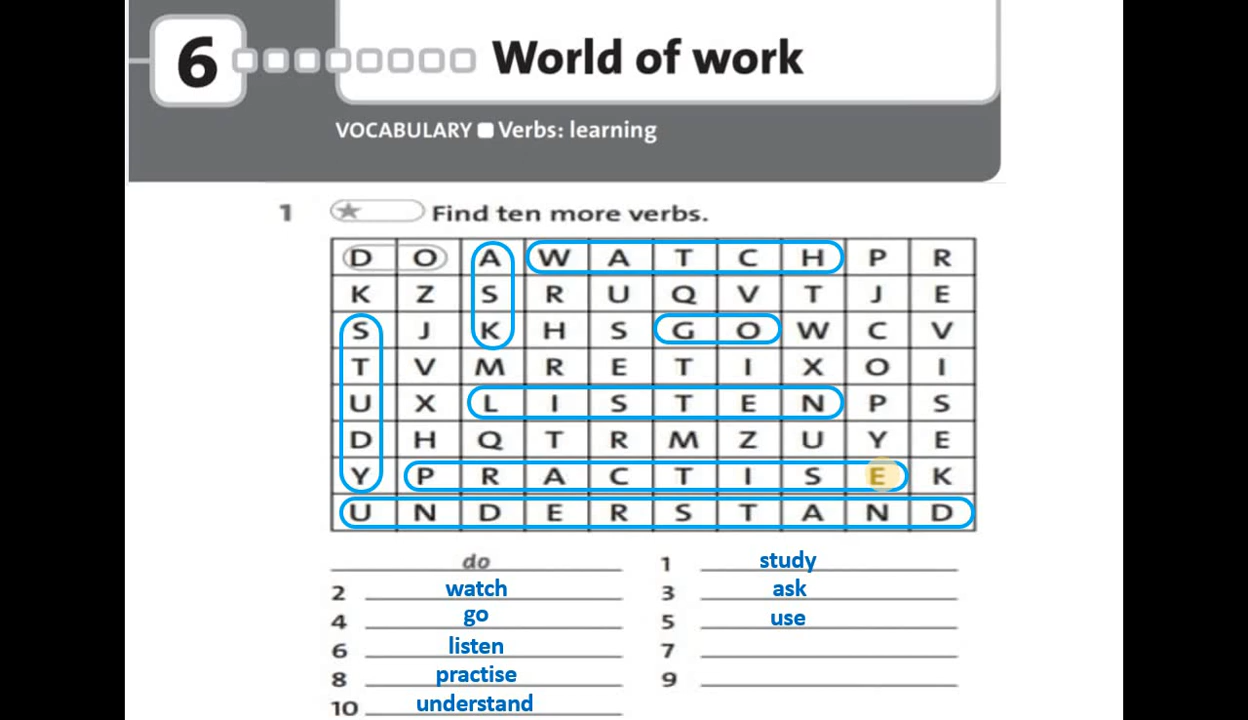 6 World of work
VOCABULARY Verbs: learning
1 Find ten more verbs.
D O A W A T C H P R
K Z S R U Q V T J E
S J K H S G O W C V
T V M R E T I X O I
U X L I S T E N P S
D H Q T R M Z U Y E
Y P R A C T I S E K
U N D E R S T A N D
do 1 study
2 watch 3 ask
4 go 5 use
6 listen 7
8 practise 9
10 understand